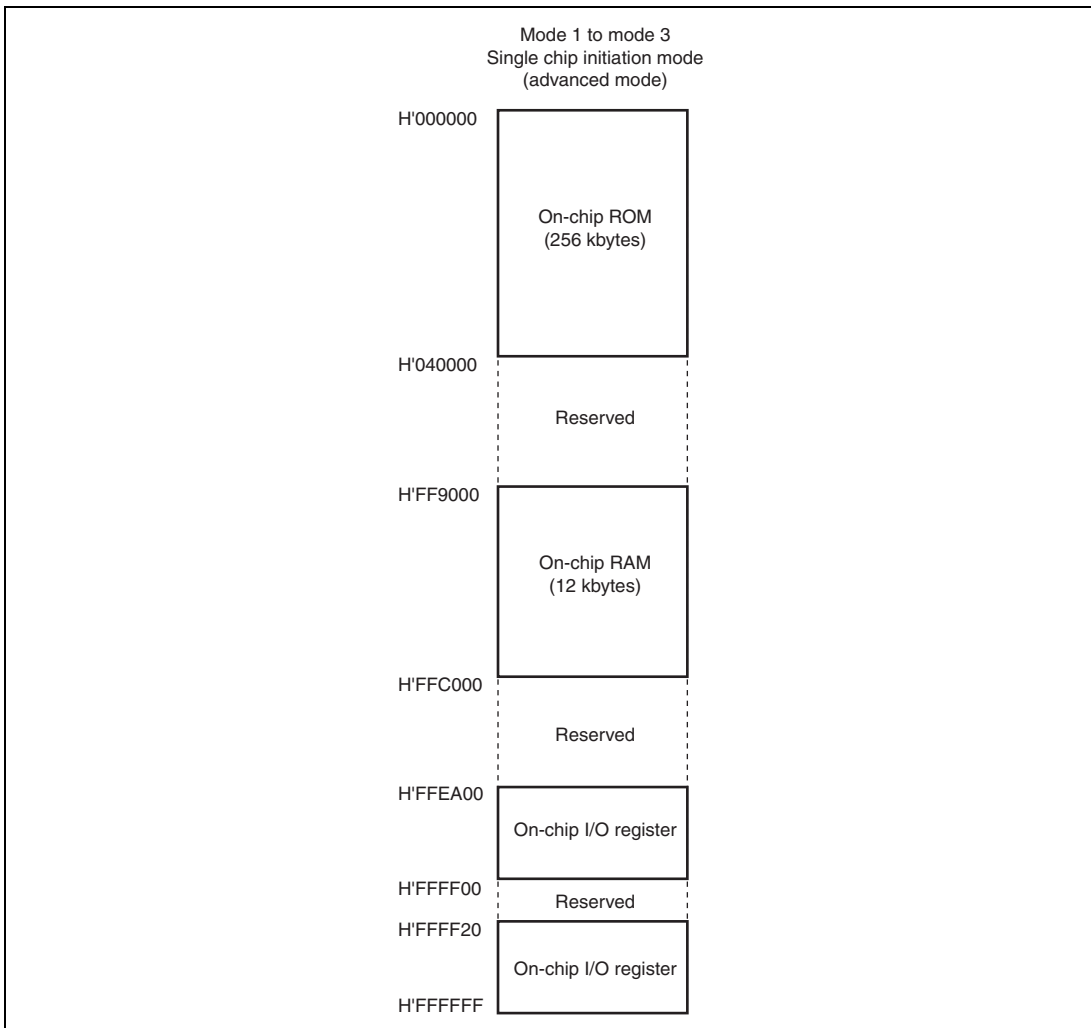 Mode 1 to mode 3
Single chip initiation mode
(advanced mode)
H'000000
On-chip ROM
(256 kbytes)
H'040000
Reserved
H'FF9000
On-chip RAM
(12 kbytes)
H'FFC000
Reserved
H'FFEA00
On-chip I/O register
H'FFFF00
Reserved
H'FFFF20
On-chip I/O register
H'FFFFFF